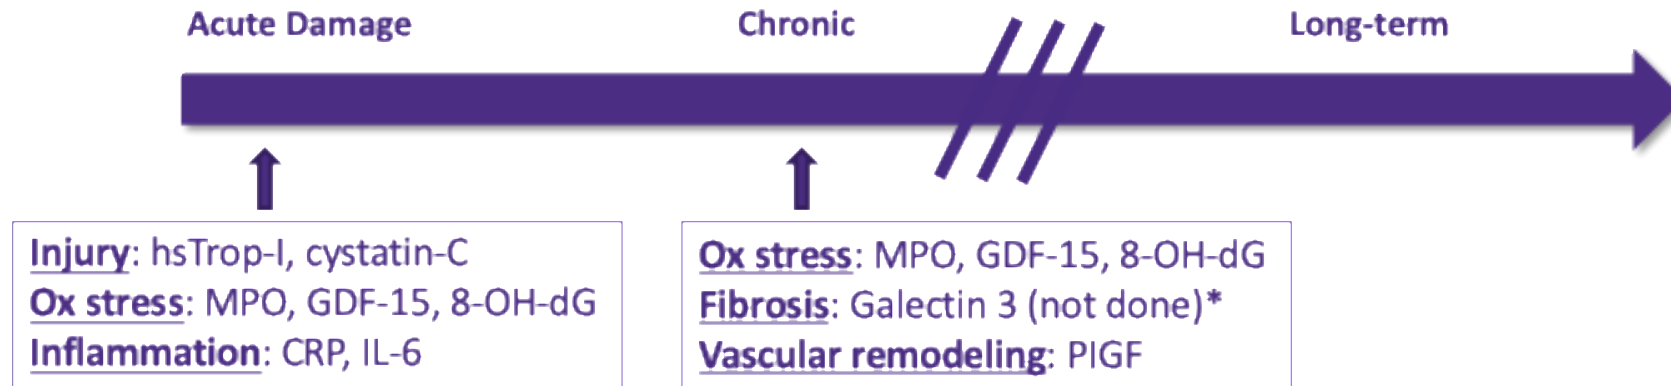 Acute Damage
Chronic
Long-term
Injury: hsTrop-I, cystatin-C
Ox stress: MPO, GDF-15, 8-OH-dG
Inflammation: CRP, IL-6
Ox stress: MPO, GDF-15, 8-OH-dG
Fibrosis: Galectin 3 (not done)*
Vascular remodeling: PIGF